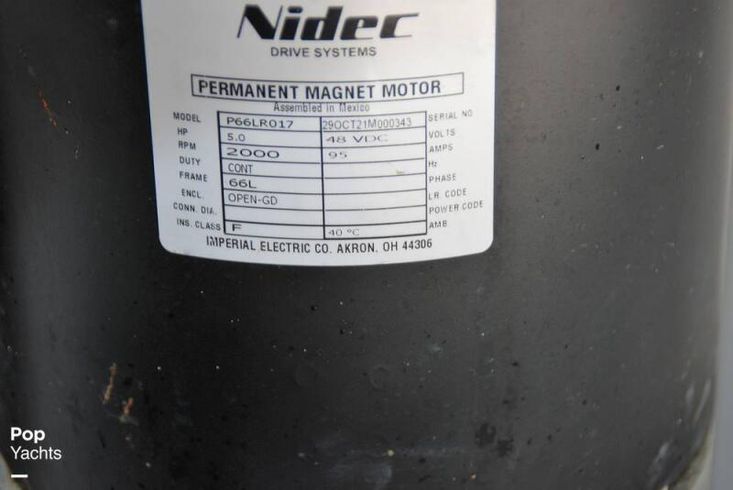 Nidec
DRIVE SYSTEMS
PERMANENT MAGNET MOTOR
Assembled in Mexico
MODEL P66LR017 29OCT21M000343 SERIAL NO
HP 5.0 48 VDC VOLTS
RPM 2000 95 AMPS
DUTY CONT Hz
FRAME 66L PHASE
ENCL. OPEN-GD LR. CODE
CONN. DIA. POWER CODE
INS. CLASS F 40 °C AMB.
IMPERIAL ELECTRIC CO. AKRON. OH 44306
Pop
Yachts